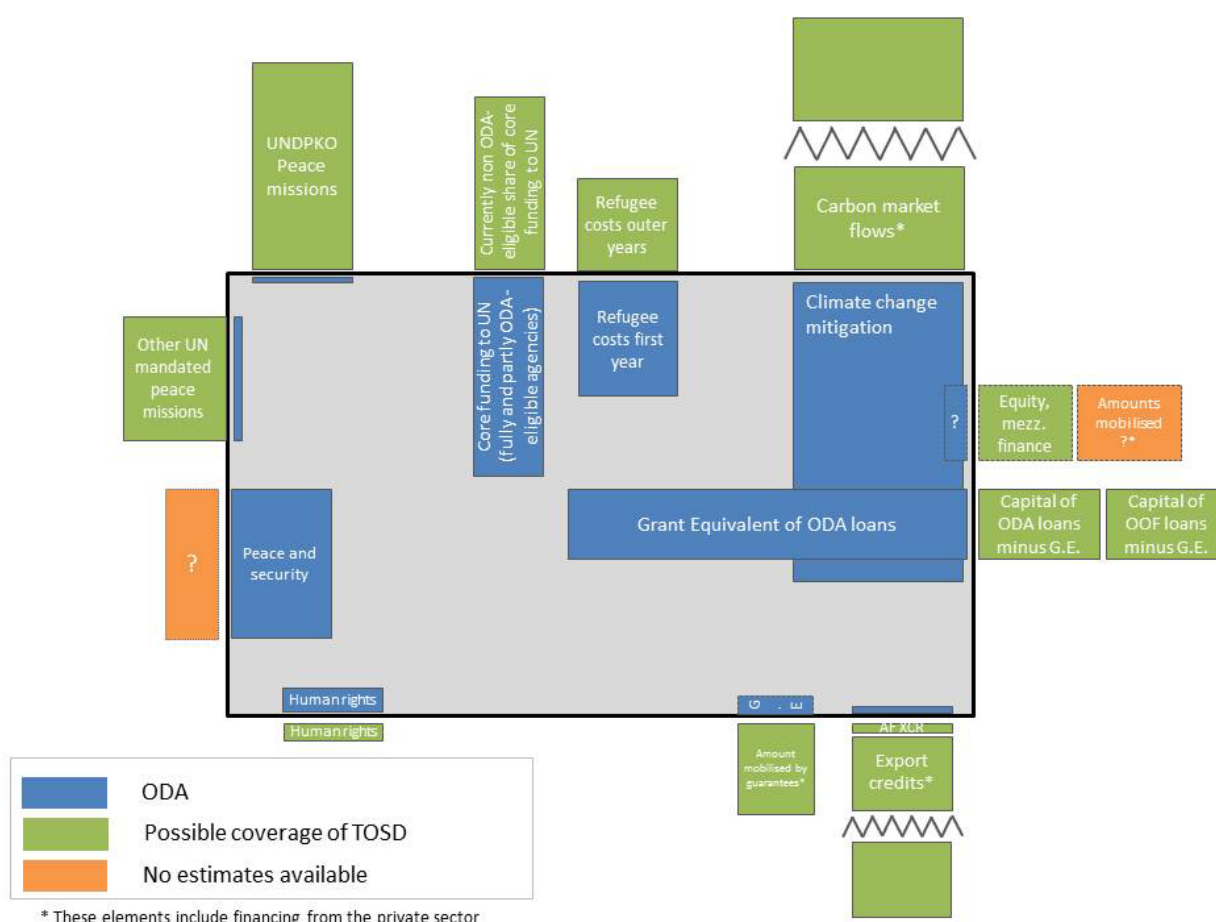 UNDPKO
Peace
missions
Currently non ODA-
eligible share of core
funding to UN
Refugee
costs outer
years
Carbon market
flows*
Other UN
mandated
peace
missions
Core funding to UN
(fully and partly ODA-
eligible agencies)
Refugee
costs first
year
Climate change
mitigation
?
Equity,
mezz.
finance
Amounts
mobilised
?*
?
Peace and
security
Grant Equivalent of ODA loans
Capital of
ODA loans
minus G.E.
Capital of
OOF loans
minus G.E.
Human rights
Human rights
G.E
Amount
mobilised by
guarantees*
AF XCR
Export
credits*
ODA
Possible coverage of TOSD
No estimates available
* These elements include financing from the private sector